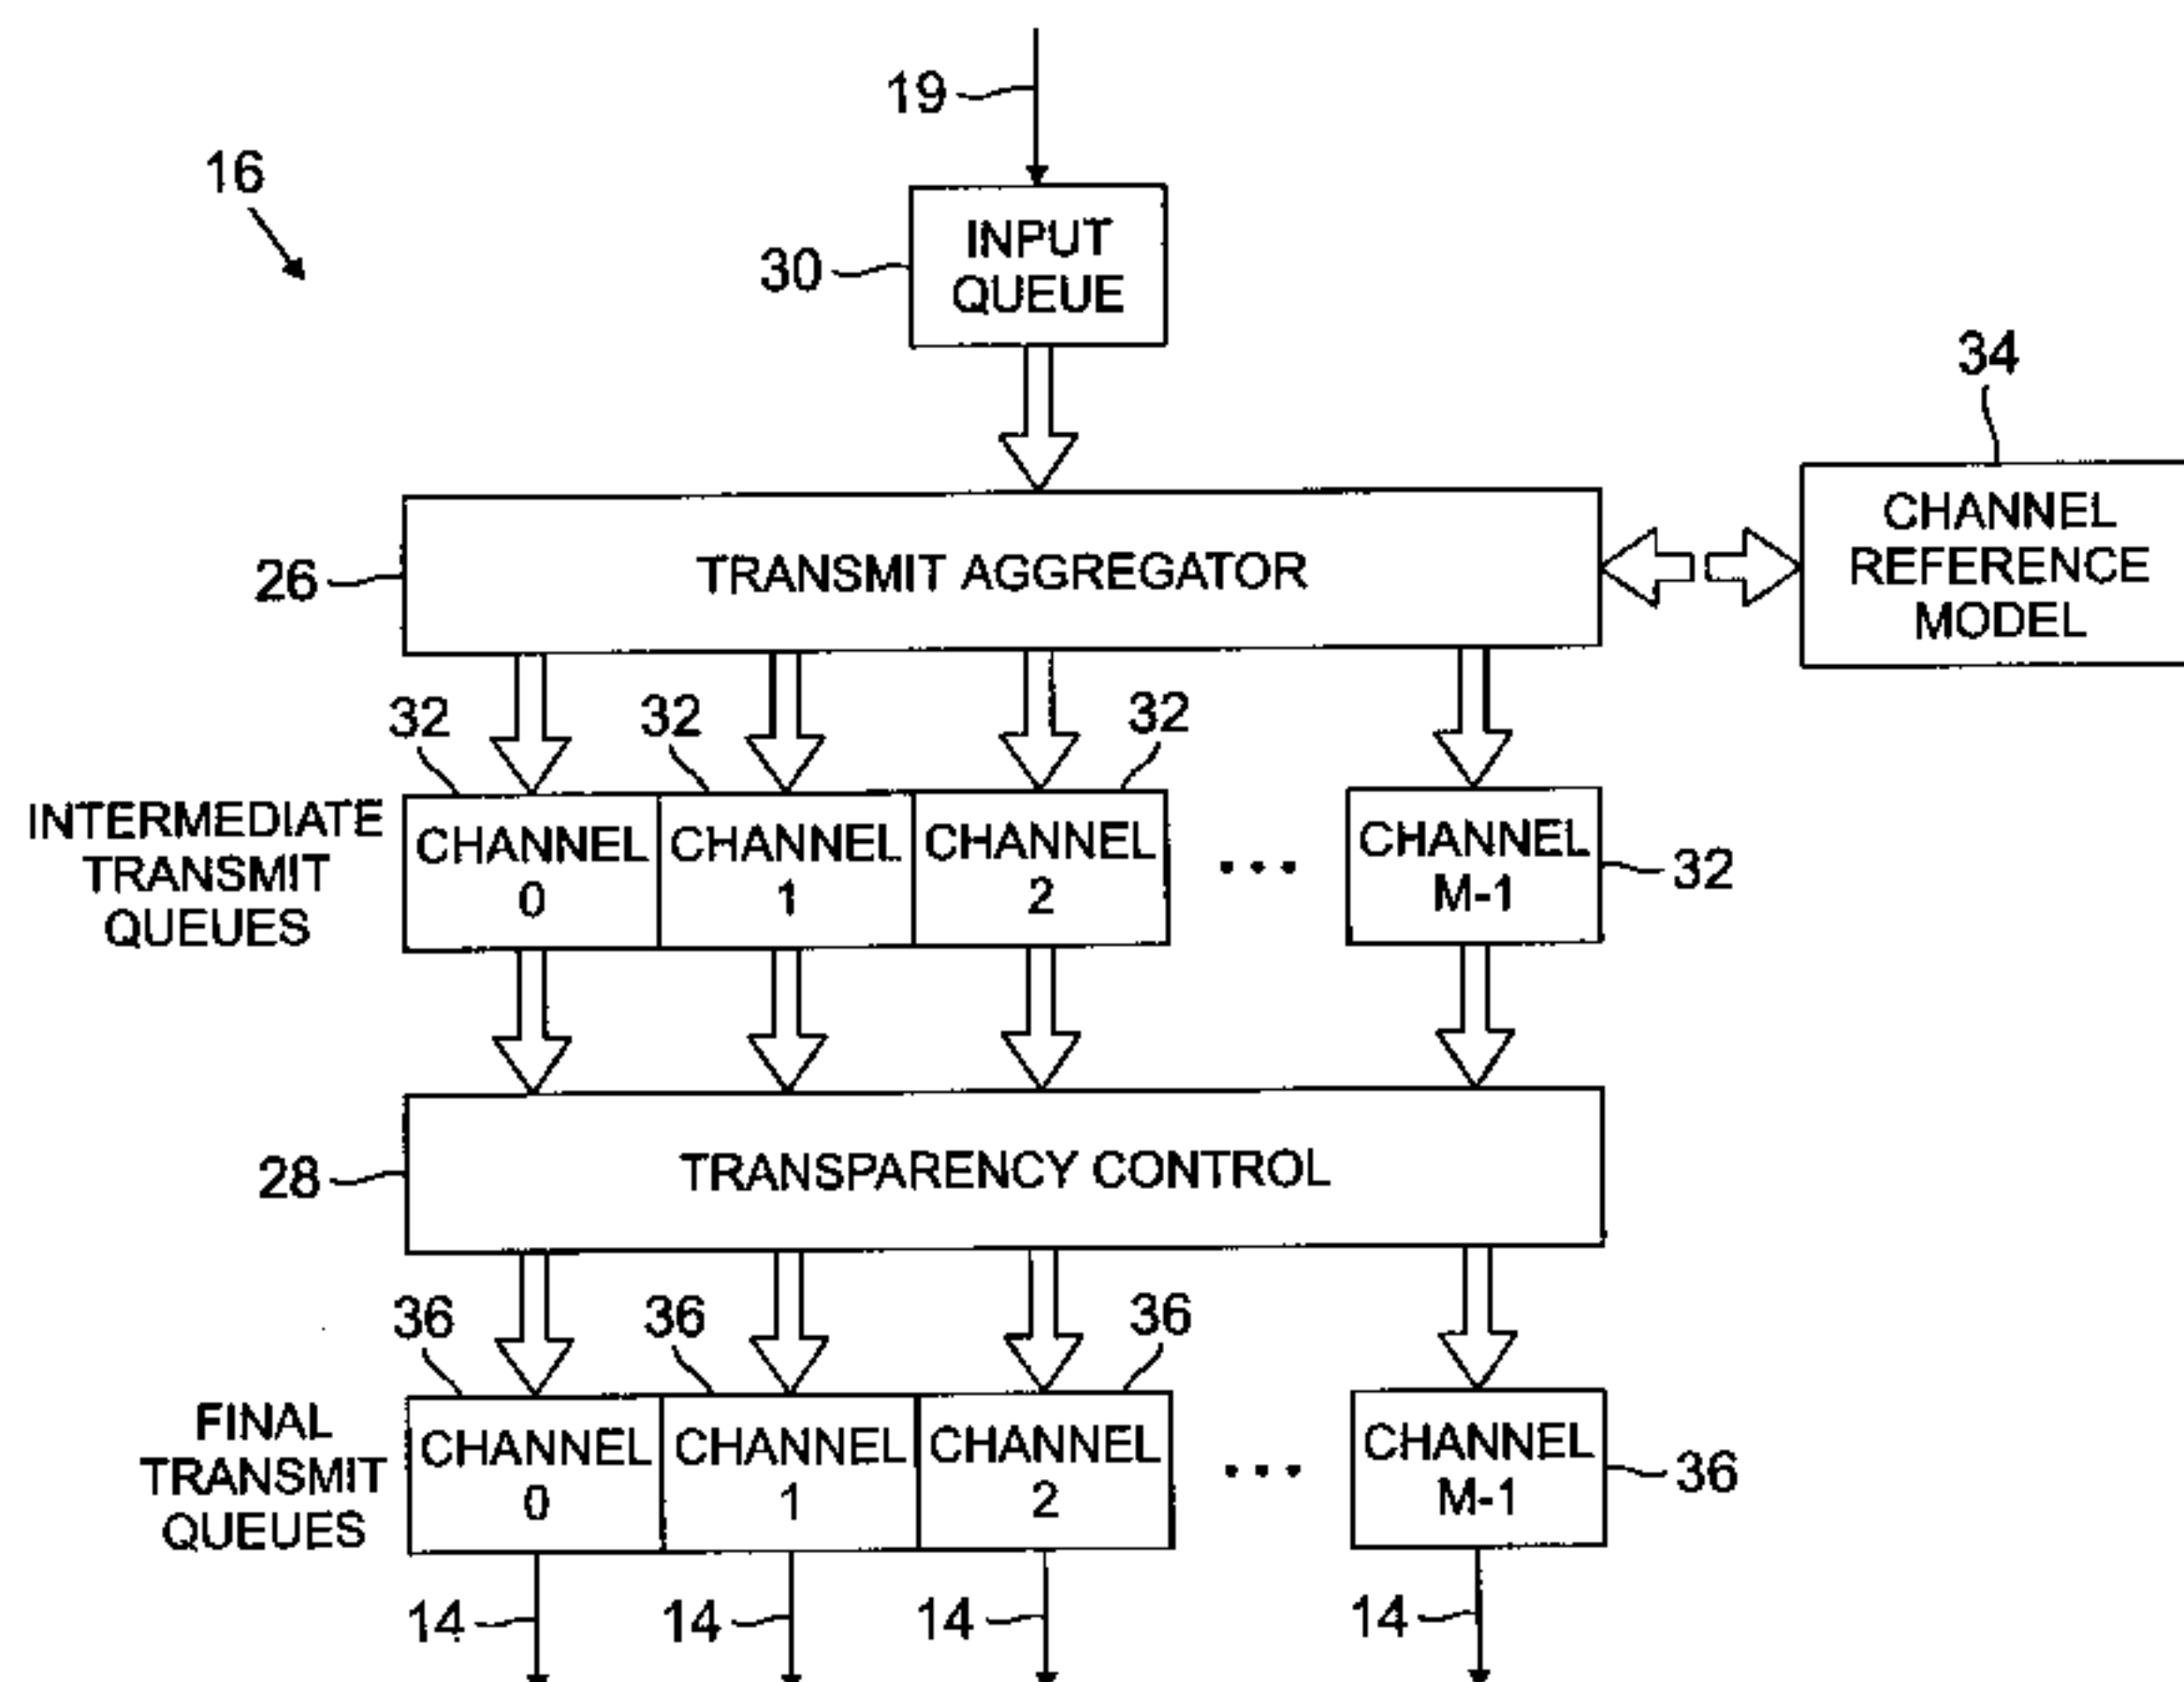 19
16
INPUT
QUEUE
30
34
CHANNEL
REFERENCE
MODEL
TRANSMIT AGGREGATOR
26
32
32
32
INTERMEDIATE
TRANSMIT
QUEUES
CHANNEL
0
CHANNEL
1
CHANNEL
2
• • •
CHANNEL
M-1
32
TRANSPARENCY CONTROL
28
36
36
36
FINAL
TRANSMIT
QUEUES
CHANNEL
0
CHANNEL
1
CHANNEL
2
• • •
CHANNEL
M-1
36
14
14
14
14